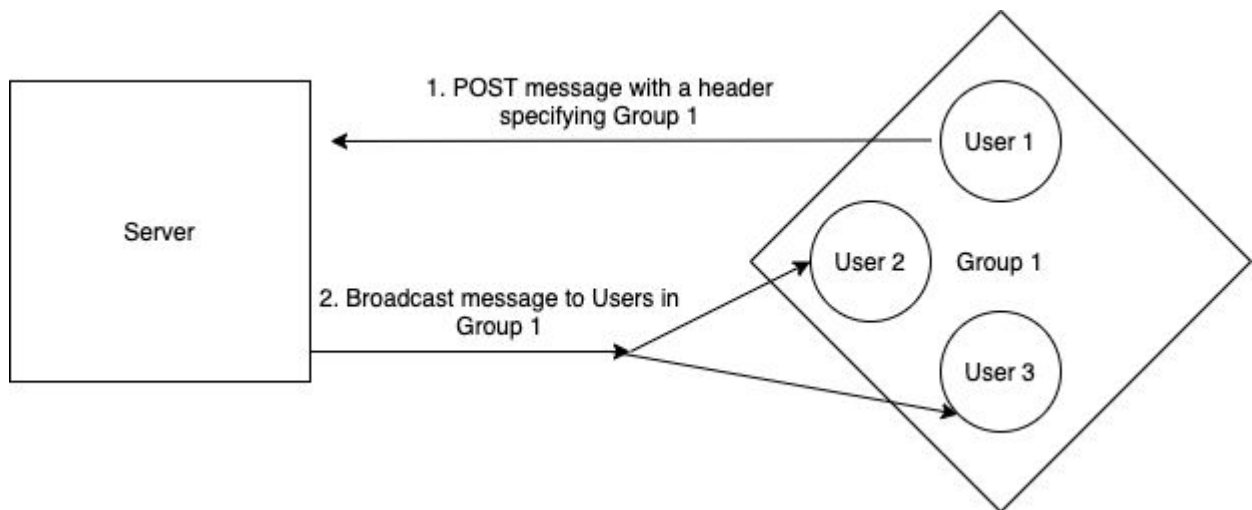 1. POST message with a header
specifying Group 1
User 1
Server
User 2
Group 1
2. Broadcast message to Users in
Group 1
User 3